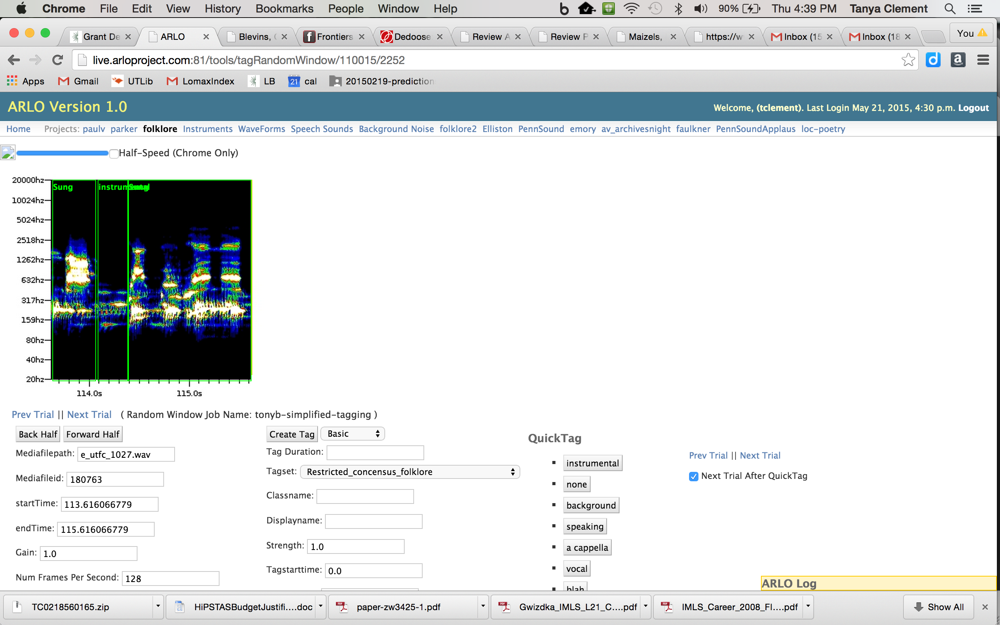 Chrome File Edit View History Bookmarks People Window Help 90% Thu 4:39 PM Tanya Clement
Grant De ARLO Blevins, ( Frontiers Dedoose Review A Review P Maizels, https://w Inbox (15 Inbox (18 You
live.arloproject.com:81/tools/tagRandomWindow/110015/2252
Apps Gmail UTLib LomaxIndex LB 21 cal 20150219-prediction
ARLO Version 1.0 Welcome, (tclement). Last Login May 21, 2015, 4:30 p.m. Logout
Home Projects: paulv parker folklore Instruments WaveForms Speech Sounds Background Noise folklore2 Elliston PennSound emory av_archivesnight faulkner PennSoundApplaus loc-poetry
Half-Speed (Chrome Only)
20000hz
Sung instrumental Sung
10024hz
5024hz
2518hz
1262hz
632hz
317hz
159hz
80hz
40hz
20hz
114.0s 115.0s
Prev Trial || Next Trial ( Random Window Job Name: tonyb-simplified-tagging )
Back Half Forward Half
Mediafilepath: e_utfc_1027.wav
Mediafileid: 180763
startTime: 113.616066779
endTime: 115.616066779
Gain: 1.0
Num Frames Per Second: 128
Create Tag Basic
Tag Duration:
Tagset: Restricted_concensus_folklore
Classname:
Displayname:
Strength: 1.0
Tagstarttime: 0.0
QuickTag
instrumental
none
background
speaking
a cappella
vocal
blah
Prev Trial || Next Trial
Next Trial After QuickTag
ARLO Log
TC0218560165.zip HiPSTASBudgetJustifi....doc paper-zw3425-1.pdf Gwizdka_IMLS_L21_C....pdf IMLS_Career_2008_FI....pdf Show All